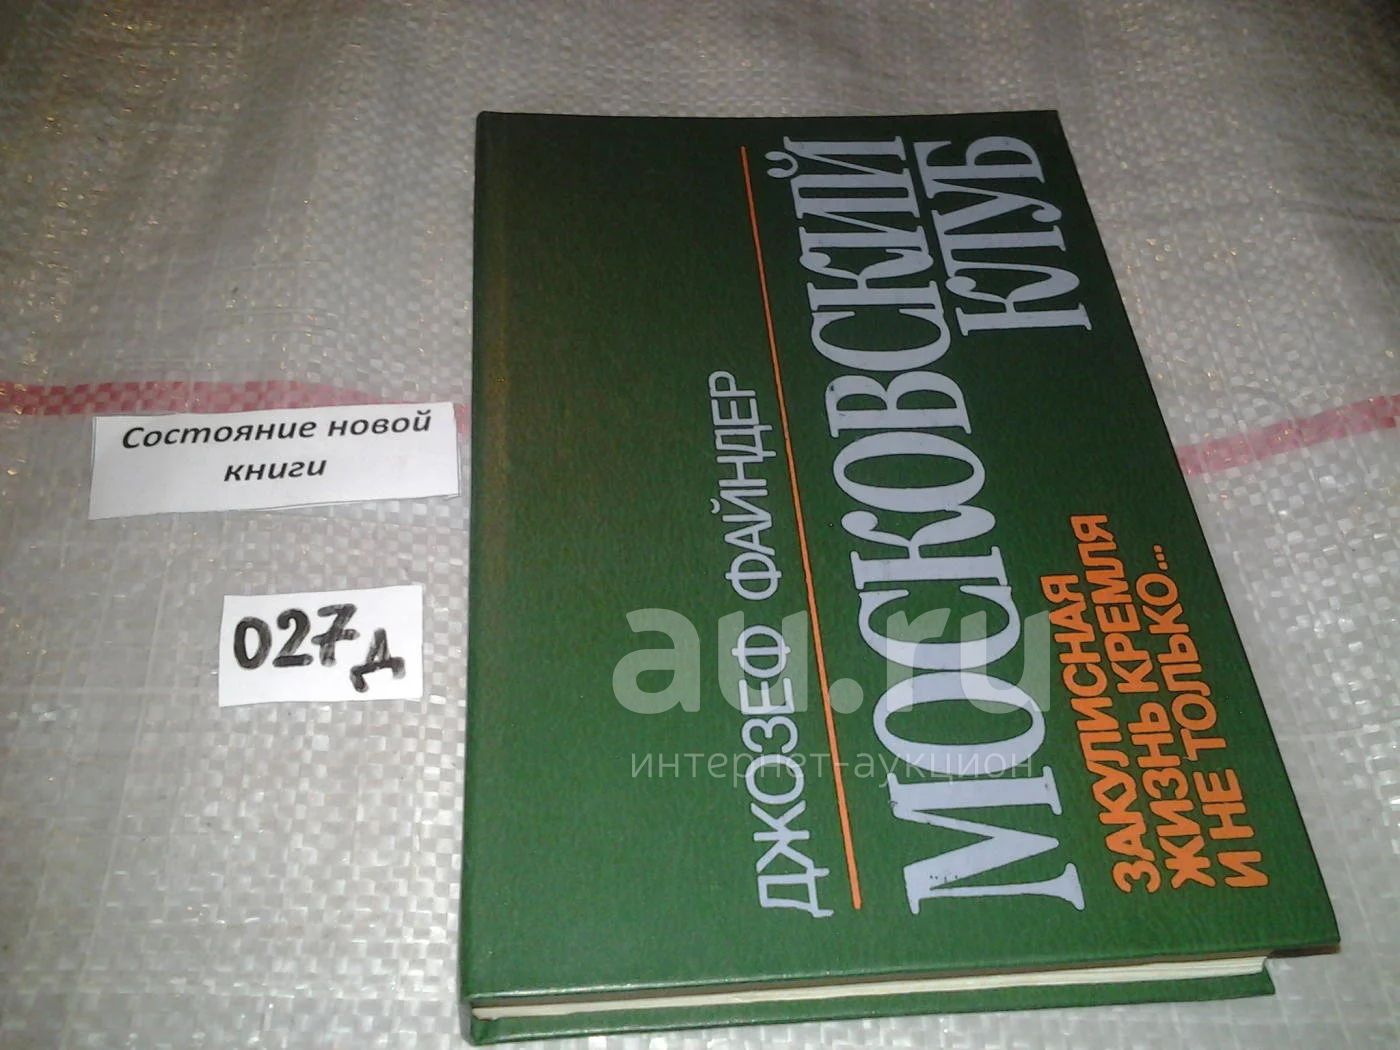 Состояние новой
книги
027д
ДЖОЗЕФ ФАЙНДЕР
МОСКОВСКИЙ
КЛУБ
ЗАКУЛИСНАЯ
ЖИЗНЬ КРЕМЛЯ
И НЕ ТОЛЬКО...
au.ru
интернет-аукцион